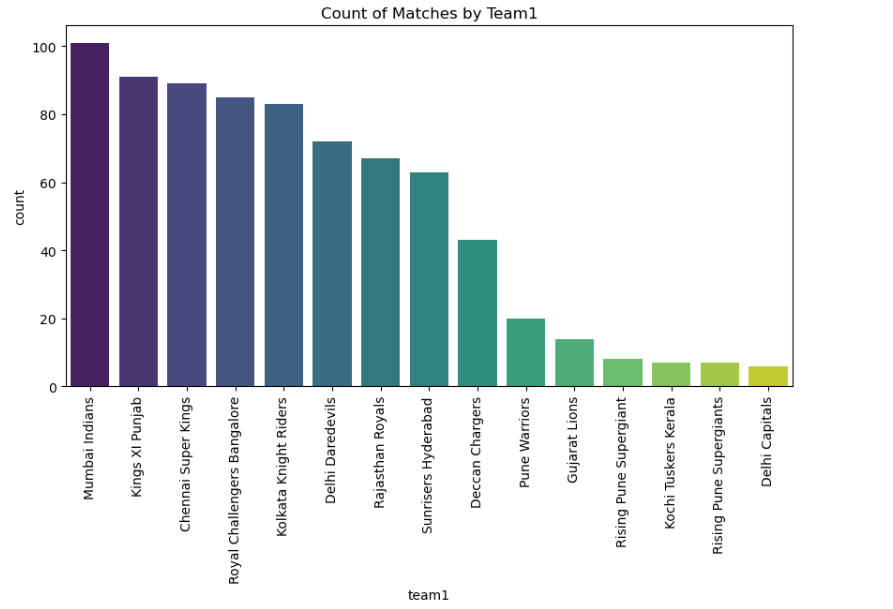 Count of Matches by Team1
100
80
60
40
20
0
count
Mumbai Indians
Kings XI Punjab
Chennai Super Kings
Royal Challengers Bangalore
Kolkata Knight Riders
Delhi Daredevils
Rajasthan Royals
Sunrisers Hyderabad
Deccan Chargers
Pune Warriors
Gujarat Lions
Rising Pune Supergiant
Kochi Tuskers Kerala
Rising Pune Supergiants
Delhi Capitals
team1